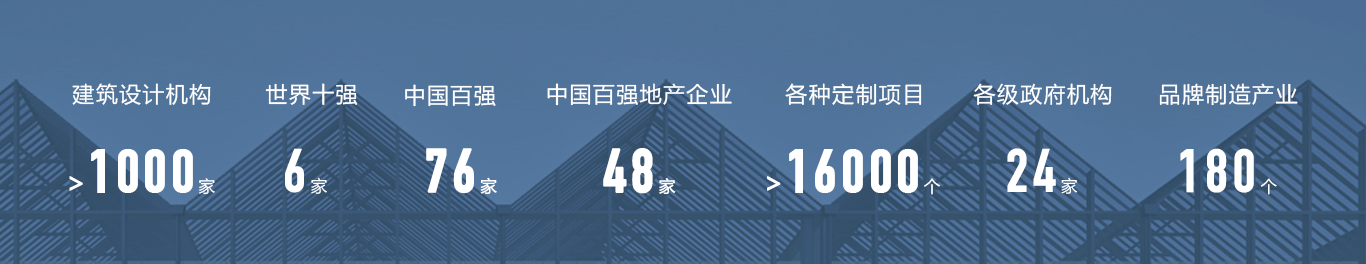 建筑设计机构 世界十强 中国百强 中国百强地产企业 各种定制项目 各级政府机构 品牌制造产业
>1000家 6家 76家 48家 >16000个 24家 180个